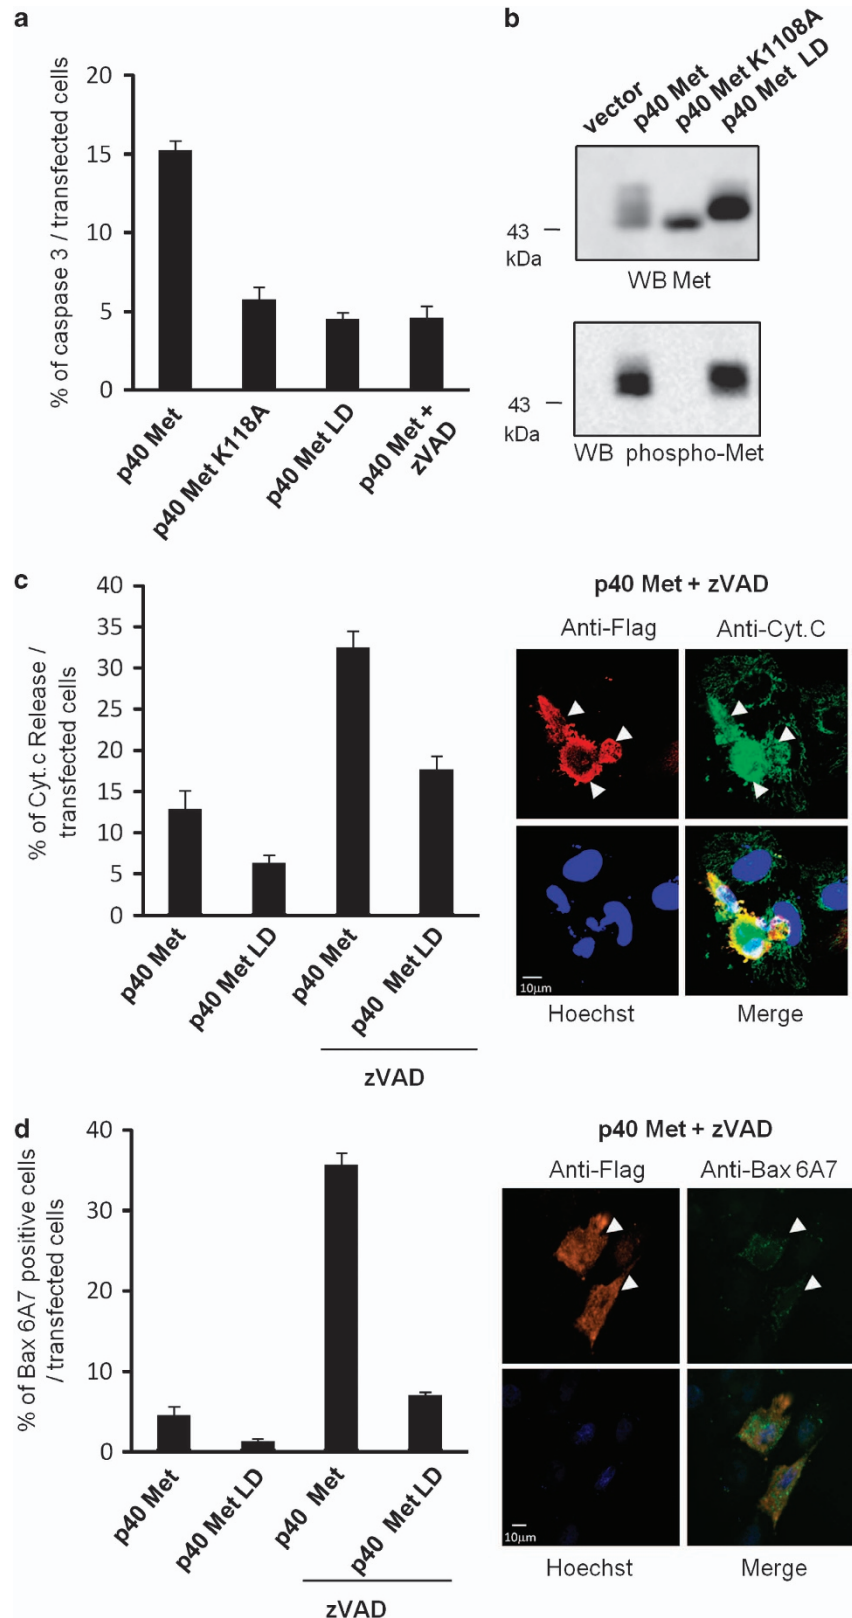 a
% of caspase 3 / transfected cells
20
15
10
5
0
p40 Met
p40 Met K118A
p40 Met LD
p40 Met +
zVAD
b
vector
p40 Met
p40 Met K1108A
p40 Met LD
43
kDa
WB Met
43
kDa
WB phospho-Met
c
% of Cyt.c Release /
transfected cells
40
35
30
25
20
15
10
5
0
p40 Met
p40 Met LD
p40 Met
p40 Met LD
zVAD
p40 Met + zVAD
Anti-Flag
Anti-Cyt.C
10μm
Hoechst
Merge
d
% of Bax 6A7 positive cells
/ transfected cells
40
30
20
10
0
p40 Met
p40 Met LD
p40 Met
p40 Met LD
zVAD
p40 Met + zVAD
Anti-Flag
Anti-Bax 6A7
10μm
Hoechst
Merge